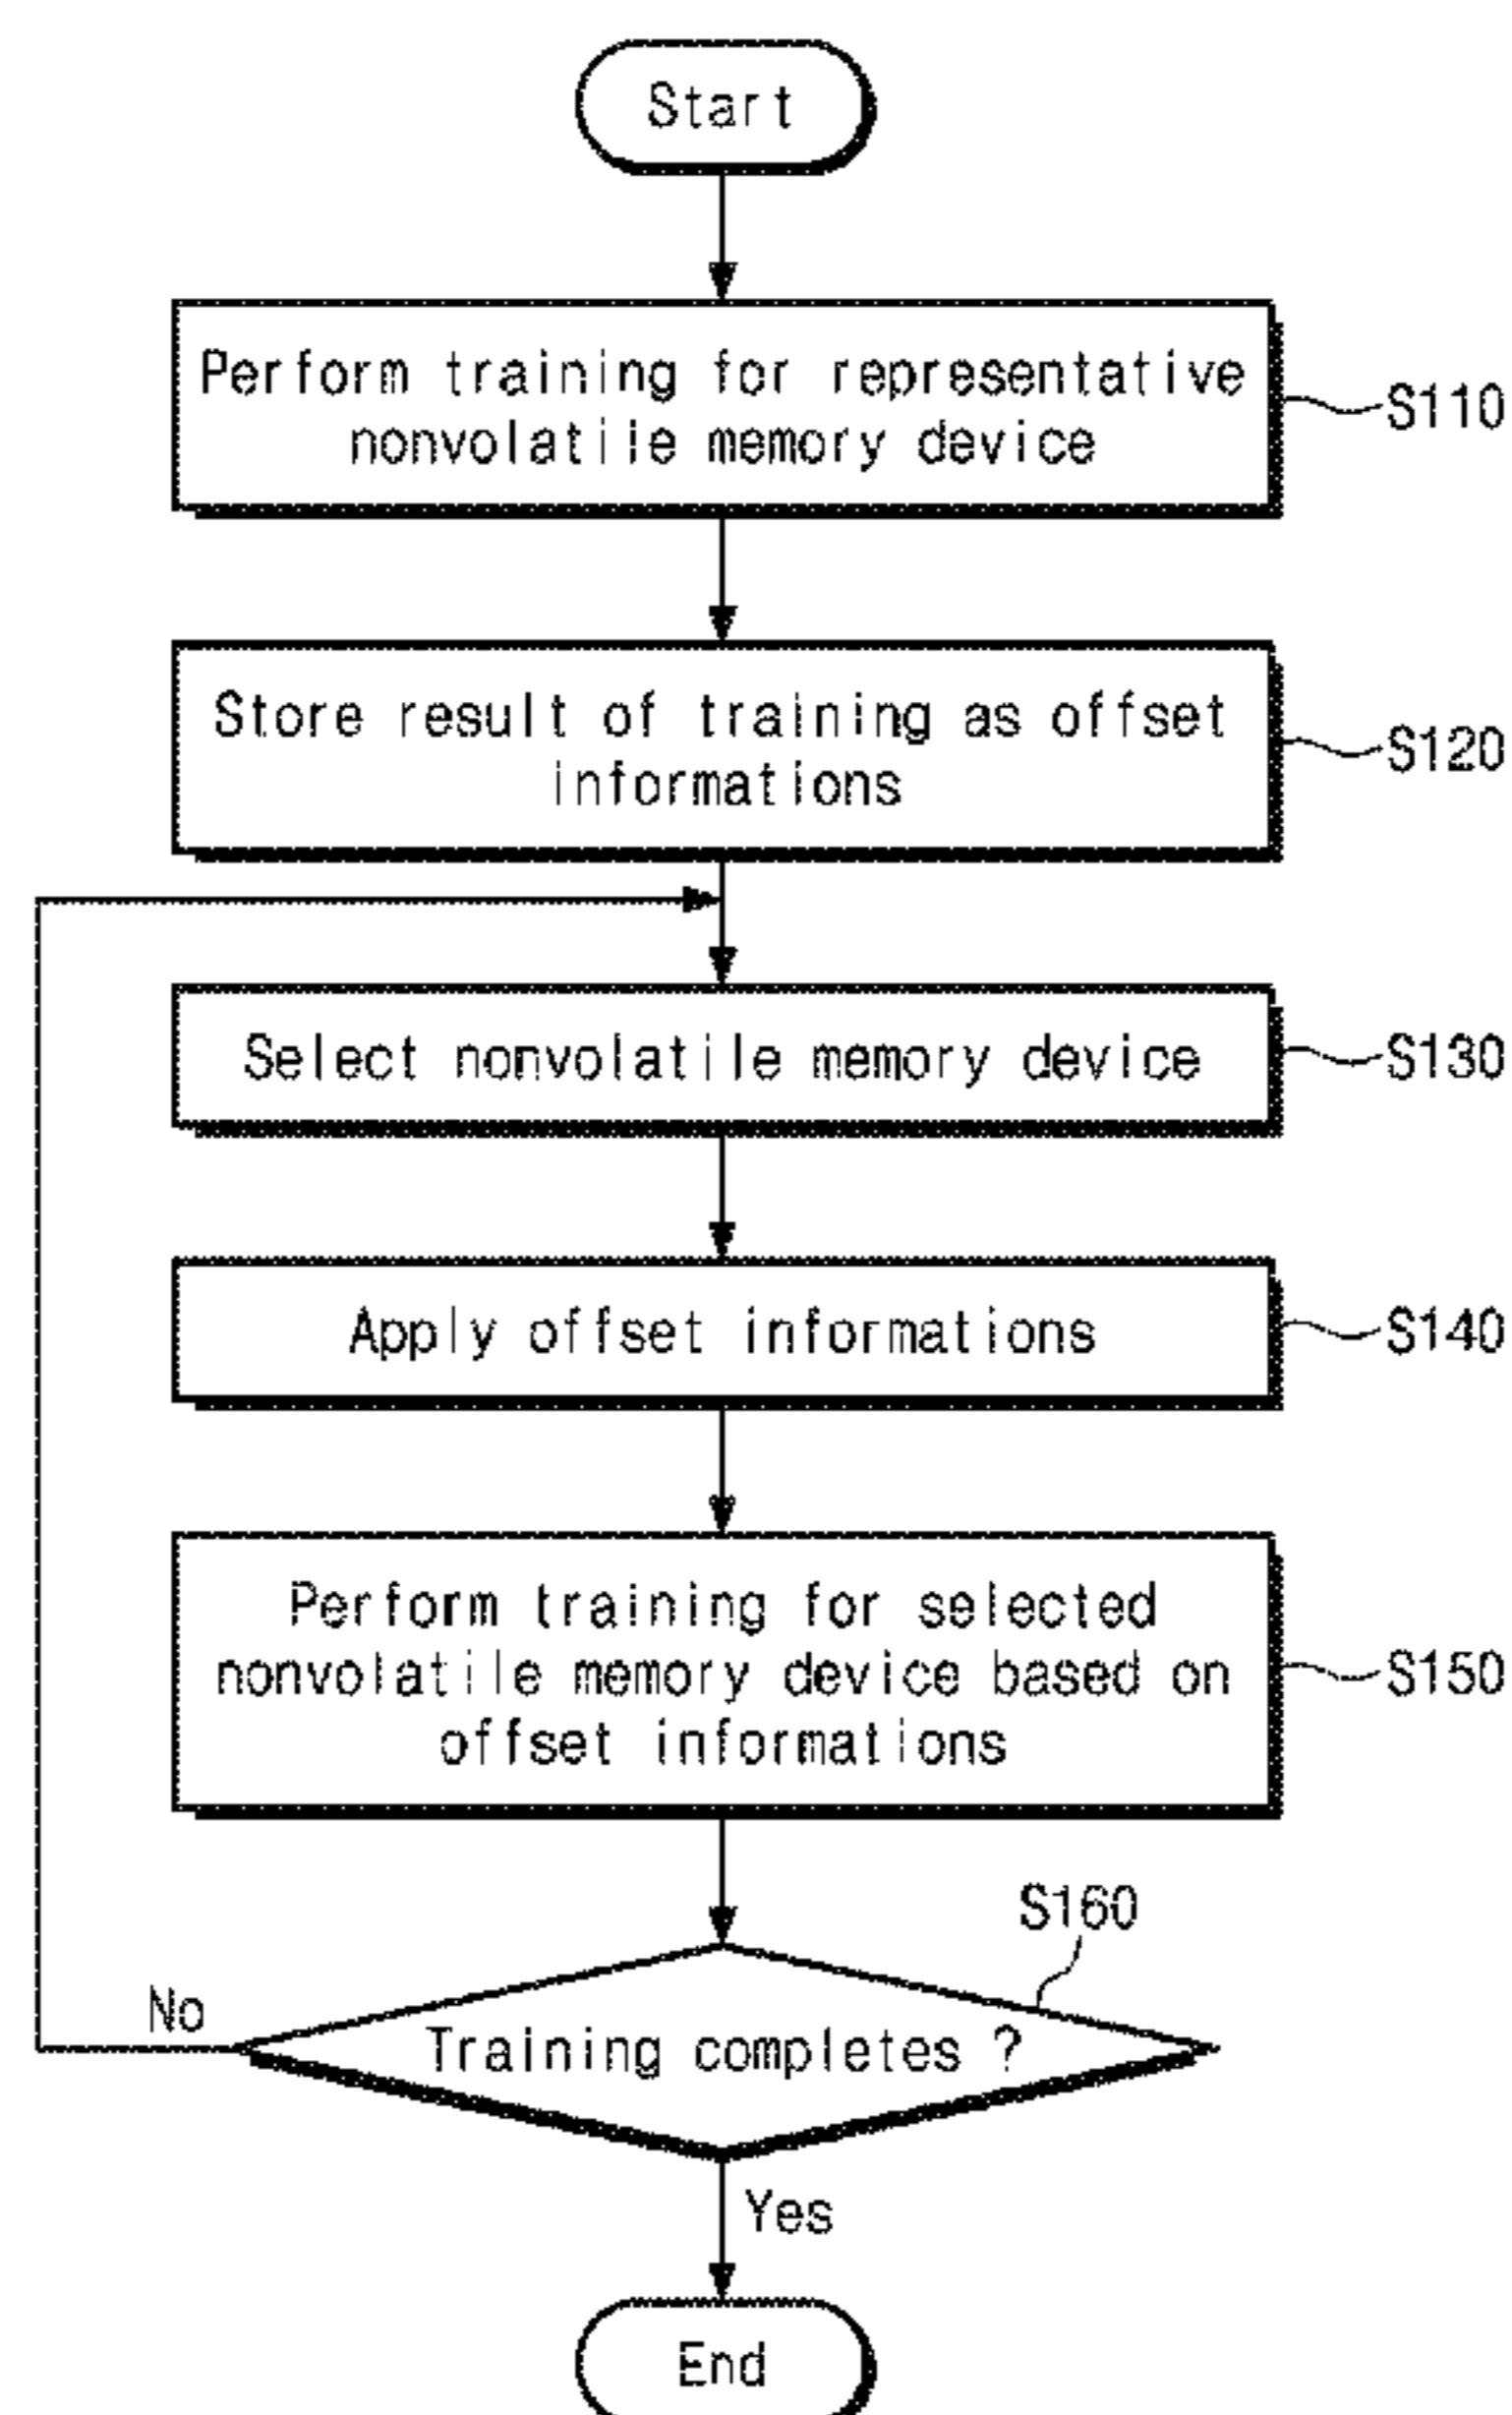 Start
Perform training for representative
nonvolatile memory device
S110
Store result of training as offset
informations
S120
Select nonvolatile memory device
S130
Apply offset informations
S140
Perform training for selected
nonvolatile memory device based on
offset informations
S150
S160
No
Training completes ?
Yes
End